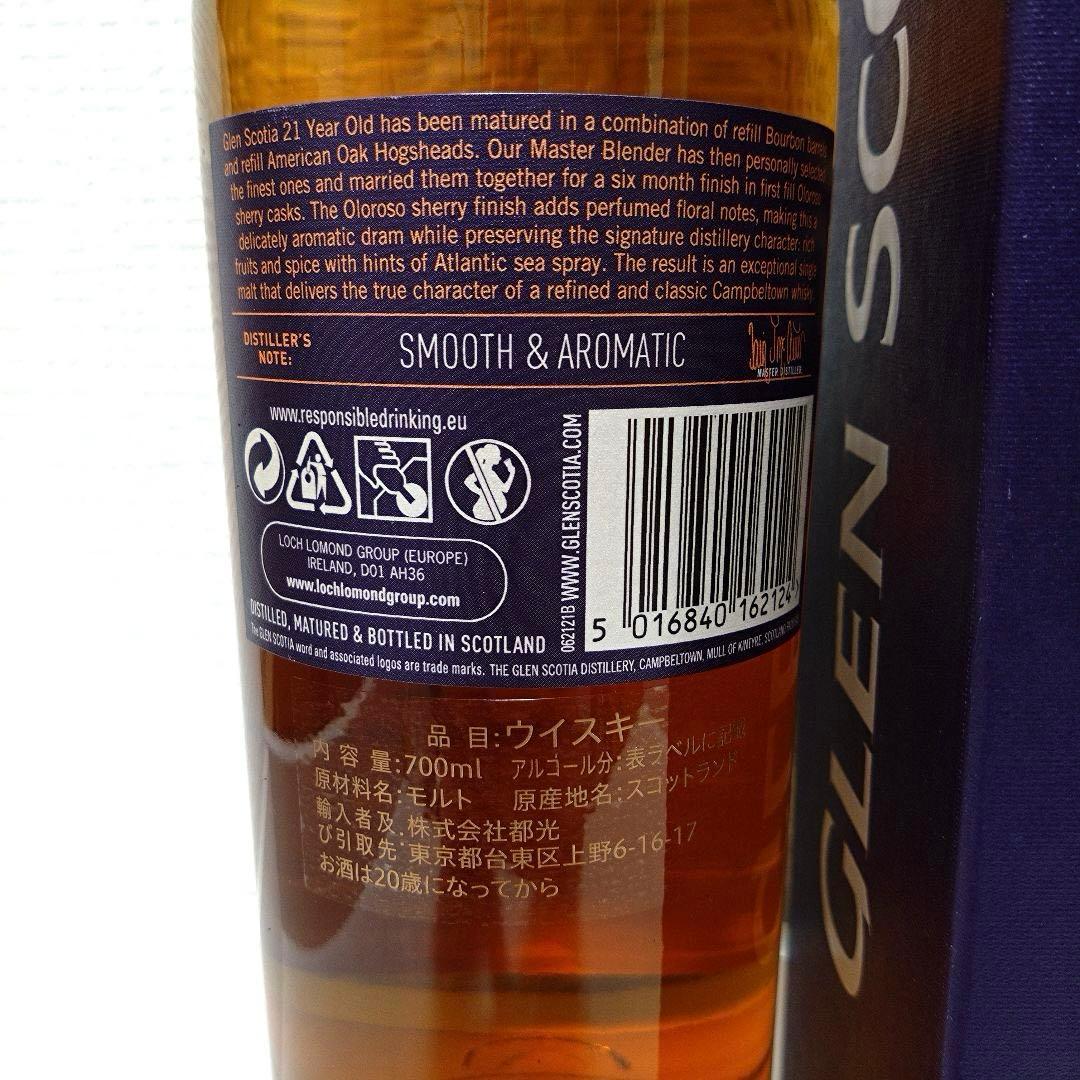 Glen Scotia 21 Year Old has been matured in a combination of refill Bourbon barrels
and refill American Oak Hogsheads. Our Master Blender has then personally selected
the finest ones and married them together for a six month finish in first fill Oloroso
sherry casks. The Oloroso sherry finish adds perfumed floral notes, making this a
delicately aromatic dram while preserving the signature distillery character: rich
fruits and spice with hints of Atlantic sea spray. The result is an exceptional single
malt that delivers the true character of a refined and classic Campbeltown whisky.
DISTILLER'S
NOTE:
SMOOTH & AROMATIC
MASTER DISTILLER
www.responsibledrinking.eu
LOCH LOMOND GROUP (EUROPE)
IRELAND, D01 AH36
www.lochlomondgroup.com
DISTILLED, MATURED & BOTTLED IN SCOTLAND
The GLEN SCOTIA word and associated logos are trade marks. THE GLEN SCOTIA DISTILLERY, CAMPBELTOWN, MULL OF KINTYRE, SCOTLAND
062121B WWW.GLENSCOTIA.COM
5 016840 162124
品 目:ウイスキー
内 容 量:700ml アルコール分:表ラベルに記載
原材料名:モルト 原産地名:スコットランド
輸入者及 株式会社都光
び引取先:東京都台東区上野6-16-17
お酒は20歳になってから
GLEN SC